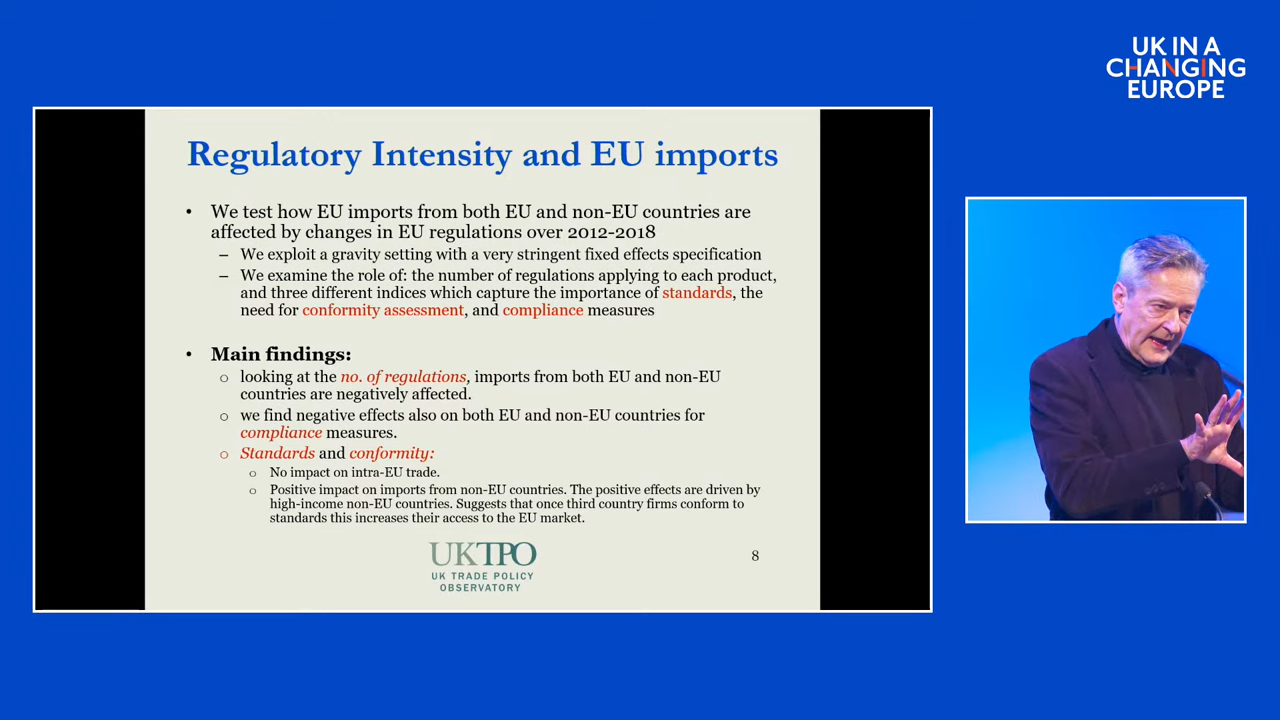 UK IN A
CHANGING
EUROPE
Regulatory Intensity and EU imports
• We test how EU imports from both EU and non-EU countries are
affected by changes in EU regulations over 2012-2018
– We exploit a gravity setting with a very stringent fixed effects specification
– We examine the role of: the number of regulations applying to each product,
and three different indices which capture the importance of standards, the
need for conformity assessment, and compliance measures
• Main findings:
o looking at the no. of regulations, imports from both EU and non-EU
countries are negatively affected.
o we find negative effects also on both EU and non-EU countries for
compliance measures.
o Standards and conformity:
o No impact on intra-EU trade.
o Positive impact on imports from non-EU countries. The positive effects are driven by
high-income non-EU countries. Suggests that once third country firms conform to
standards this increases their access to the EU market.
UKTPO
UK TRADE POLICY
OBSERVATORY
8